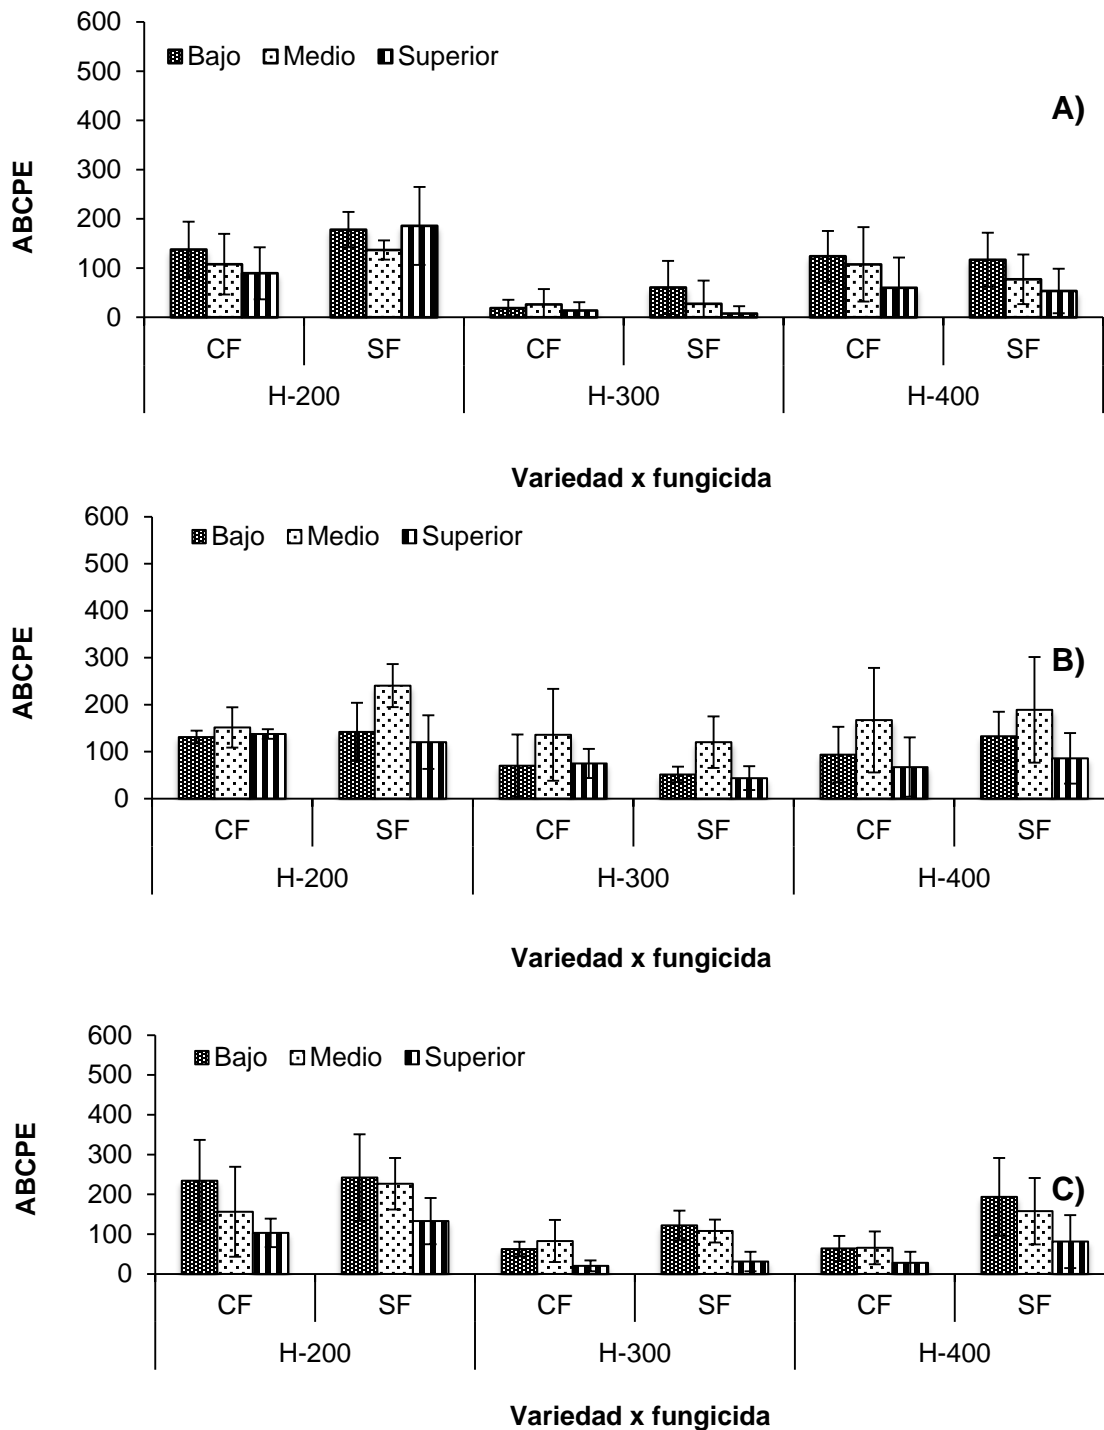 600
500
400
300
200
100
0
ABCPE
Bajo Medio Superior
A)
CF SF CF SF CF SF
H-200 H-300 H-400
Variedad x fungicida
600
500
400
300
200
100
0
ABCPE
Bajo Medio Superior
B)
CF SF CF SF CF SF
H-200 H-300 H-400
Variedad x fungicida
600
500
400
300
200
100
0
ABCPE
Bajo Medio Superior
C)
CF SF CF SF CF SF
H-200 H-300 H-400
Variedad x fungicida